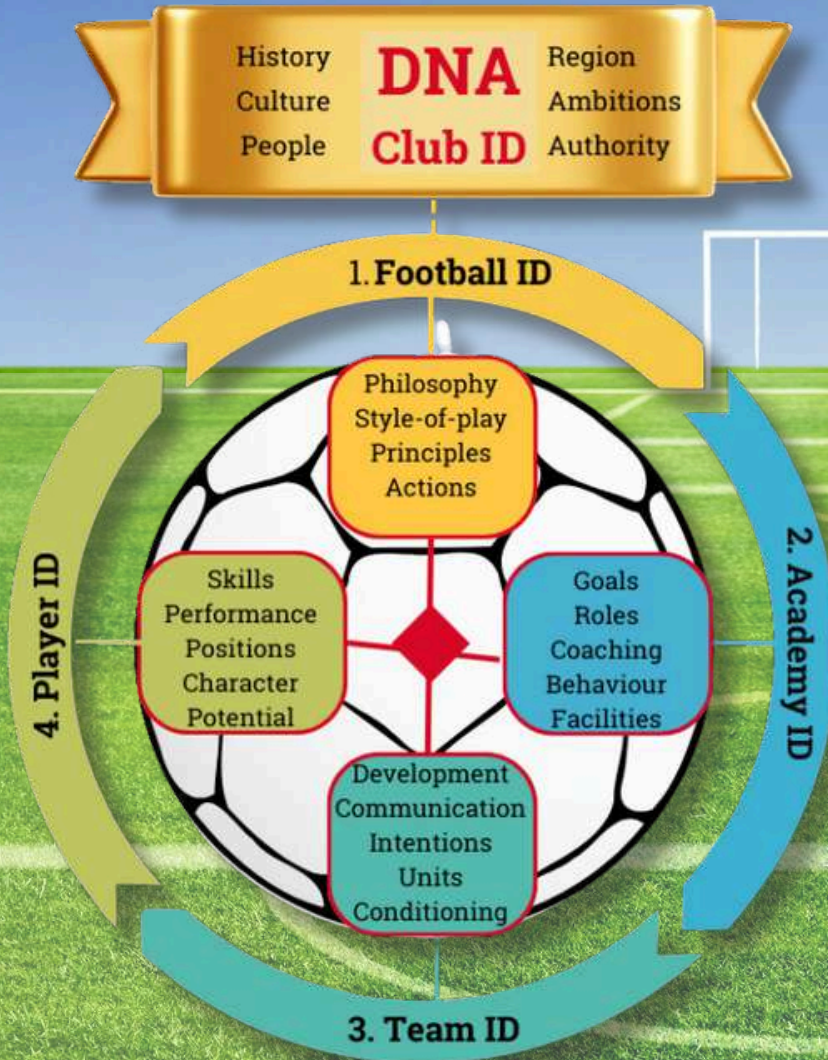 History
Culture
People
DNA
Club ID
Region
Ambitions
Authority
1. Football ID
Philosophy
Style-of-play
Principles
Actions
2. Academy ID
Goals
Roles
Coaching
Behaviour
Facilities
3. Team ID
Development
Communication
Intentions
Units
Conditioning
4. Player ID
Skills
Performance
Positions
Character
Potential